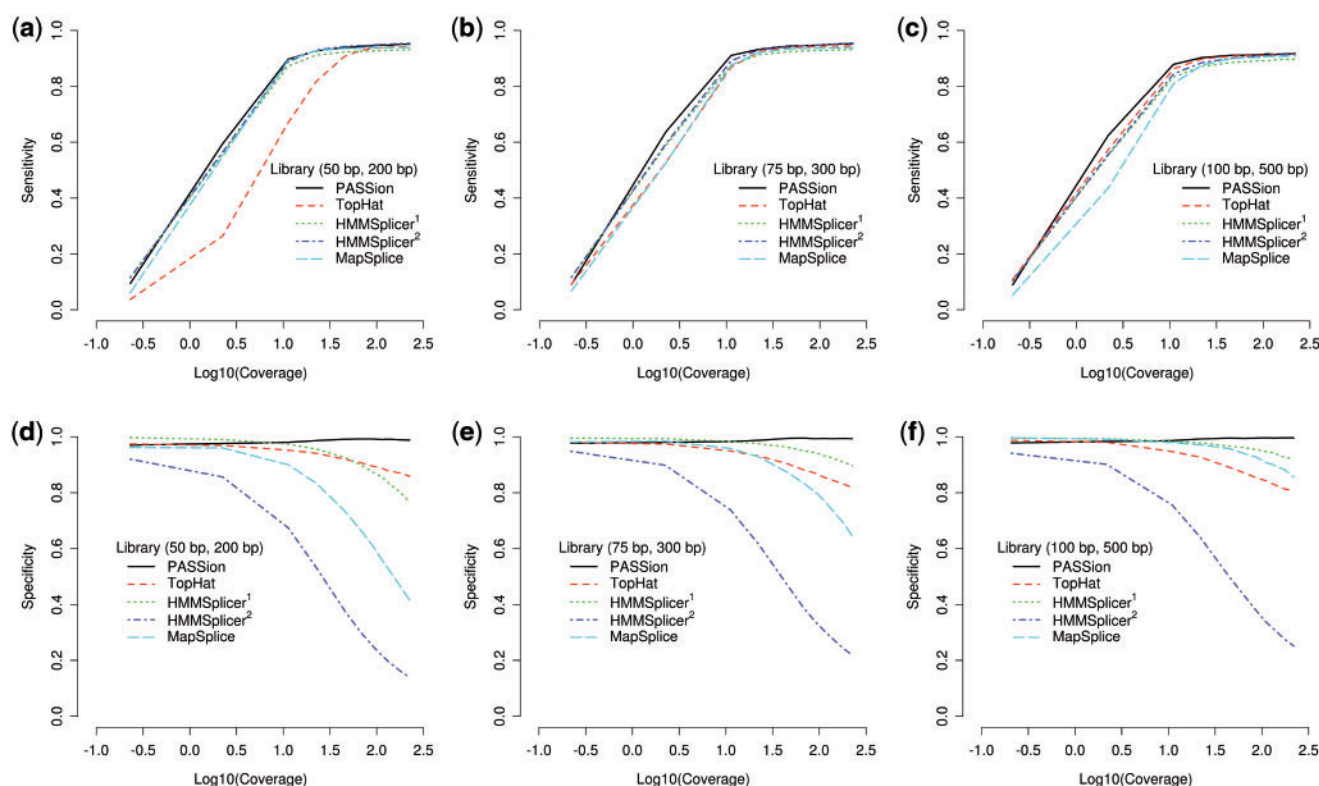 (a)
1.0
0.8
0.6
0.4
0.2
0.0
Sensitivity
Library (50 bp, 200 bp)
PASSion
TopHat
HMMSplicer¹
HMMSplicer²
MapSplice
-1.0 -0.5 0.0 0.5 1.0 1.5 2.0 2.5
Log10(Coverage)
(b)
1.0
0.8
0.6
0.4
0.2
0.0
Sensitivity
Library (75 bp, 300 bp)
PASSion
TopHat
HMMSplicer¹
HMMSplicer²
MapSplice
-1.0 -0.5 0.0 0.5 1.0 1.5 2.0 2.5
Log10(Coverage)
(c)
1.0
0.8
0.6
0.4
0.2
0.0
Sensitivity
Library (100 bp, 500 bp)
PASSion
TopHat
HMMSplicer¹
HMMSplicer²
MapSplice
-1.0 -0.5 0.0 0.5 1.0 1.5 2.0 2.5
Log10(Coverage)
(d)
1.0
0.8
0.6
0.4
0.2
0.0
Specificity
Library (50 bp, 200 bp)
PASSion
TopHat
HMMSplicer¹
HMMSplicer²
MapSplice
-1.0 -0.5 0.0 0.5 1.0 1.5 2.0 2.5
Log10(Coverage)
(e)
1.0
0.8
0.6
0.4
0.2
0.0
Specificity
Library (75 bp, 300 bp)
PASSion
TopHat
HMMSplicer¹
HMMSplicer²
MapSplice
-1.0 -0.5 0.0 0.5 1.0 1.5 2.0 2.5
Log10(Coverage)
(f)
1.0
0.8
0.6
0.4
0.2
0.0
Specificity
Library (100 bp, 500 bp)
PASSion
TopHat
HMMSplicer¹
HMMSplicer²
MapSplice
-1.0 -0.5 0.0 0.5 1.0 1.5 2.0 2.5
Log10(Coverage)